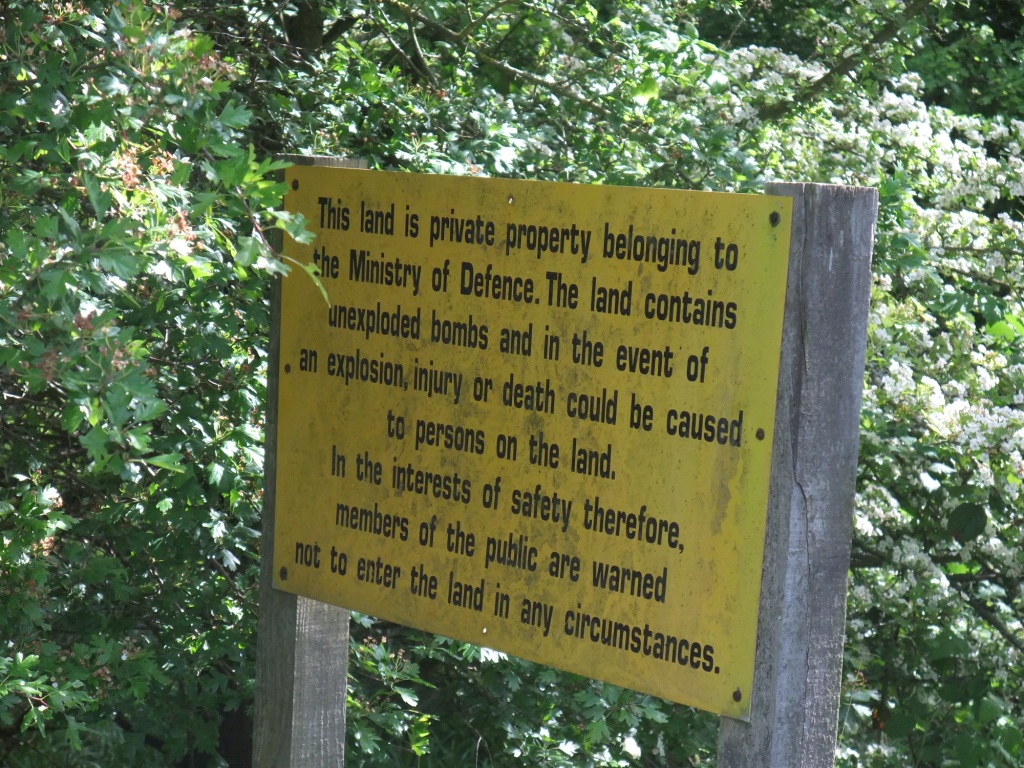 This land is private property belonging to
the Ministry of Defence. The land contains
unexploded bombs and in the event of
an explosion, injury or death could be caused
to persons on the land.
In the interests of safety therefore,
members of the public are warned
not to enter the land in any circumstances.